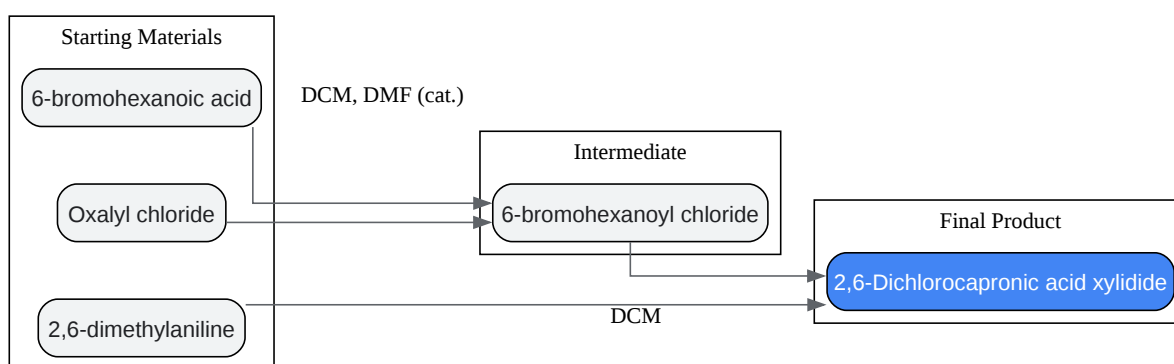 Starting Materials
6-bromohexanoic acid
DCM, DMF (cat.)
Intermediate
Oxalyl chloride
6-bromohexanoyl chloride
Final Product
2,6-Dichlorocapronic acid xylidide
2,6-dimethylaniline
DCM